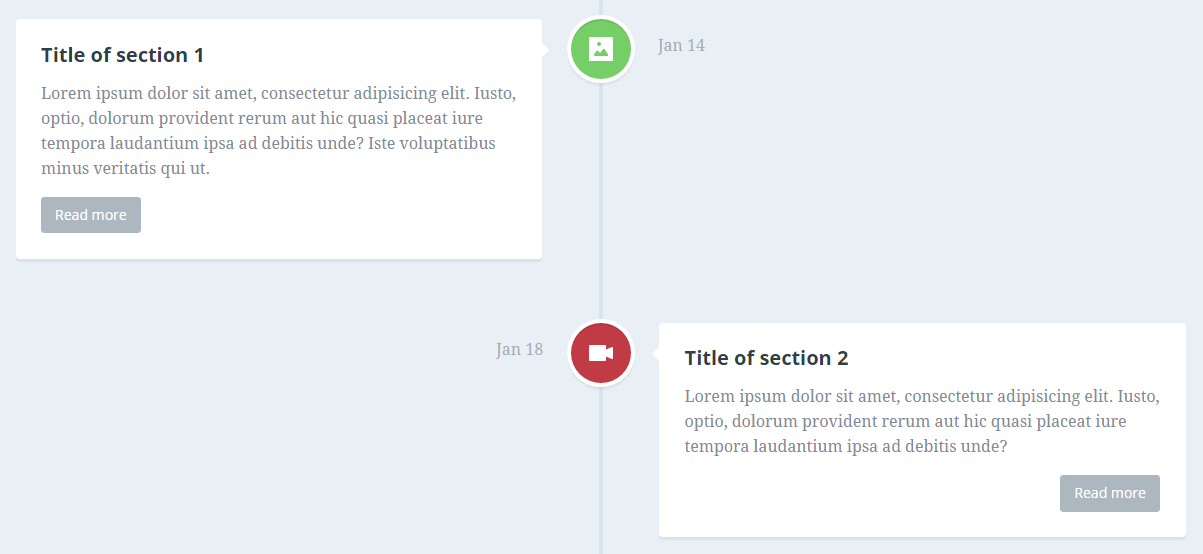 Title of section 1
Jan 14
Lorem ipsum dolor sit amet, consectetur adipisicing elit. Iusto,
optio, dolorum provident rerum aut hic quasi placeat iure
tempora laudantium ipsa ad debitis unde? Iste voluptatibus
minus veritatis qui ut.
Read more
Jan 18
Title of section 2
Lorem ipsum dolor sit amet, consectetur adipisicing elit. Iusto,
optio, dolorum provident rerum aut hic quasi placeat iure
tempora laudantium ipsa ad debitis unde?
Read more